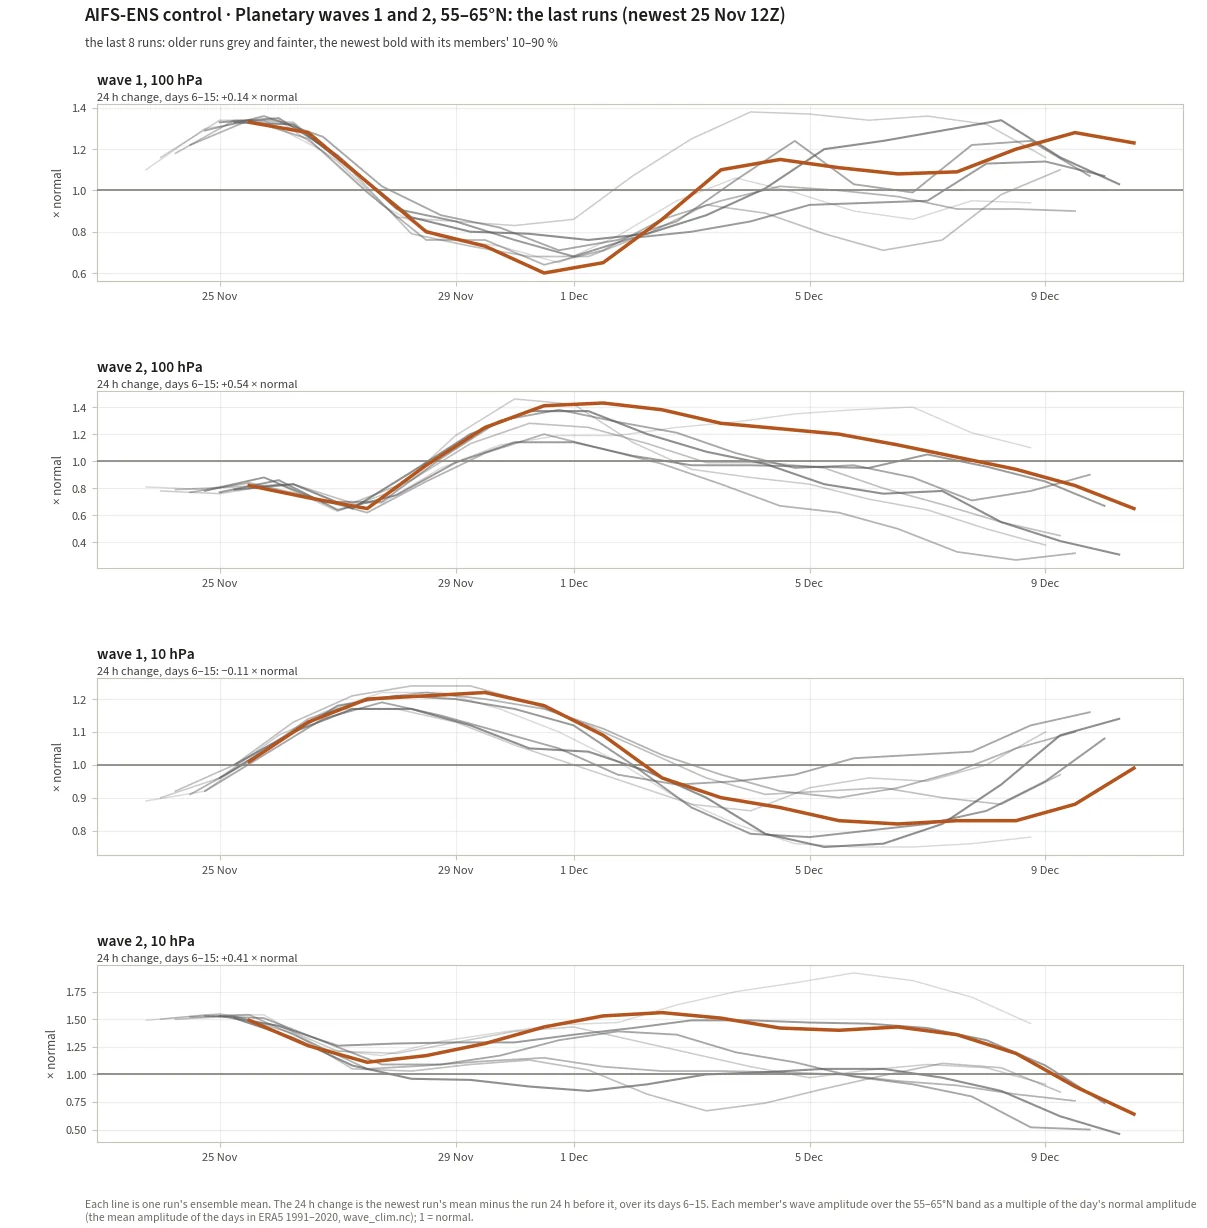 AIFS-ENS control · Planetary waves 1 and 2, 55–65°N: the last runs (newest 25 Nov 12Z)
the last 8 runs: older runs grey and fainter, the newest bold with its members' 10–90 %
wave 1, 100 hPa
24 h change, days 6–15: +0.14 × normal
1.4
1.2
1.0
0.8
0.6
× normal
25 Nov
29 Nov
1 Dec
5 Dec
9 Dec
wave 2, 100 hPa
24 h change, days 6–15: +0.54 × normal
1.4
1.2
1.0
0.8
0.6
0.4
× normal
25 Nov
29 Nov
1 Dec
5 Dec
9 Dec
wave 1, 10 hPa
24 h change, days 6–15: −0.11 × normal
1.2
1.1
1.0
0.9
0.8
× normal
25 Nov
29 Nov
1 Dec
5 Dec
9 Dec
wave 2, 10 hPa
24 h change, days 6–15: +0.41 × normal
1.75
1.50
1.25
1.00
0.75
0.50
× normal
25 Nov
29 Nov
1 Dec
5 Dec
9 Dec
Each line is one run's ensemble mean. The 24 h change is the newest run's mean minus the run 24 h before it, over its days 6–15. Each member's wave amplitude over the 55–65°N band as a multiple of the day's normal amplitude
(the mean amplitude of the days in ERA5 1991–2020, wave_clim.nc); 1 = normal.